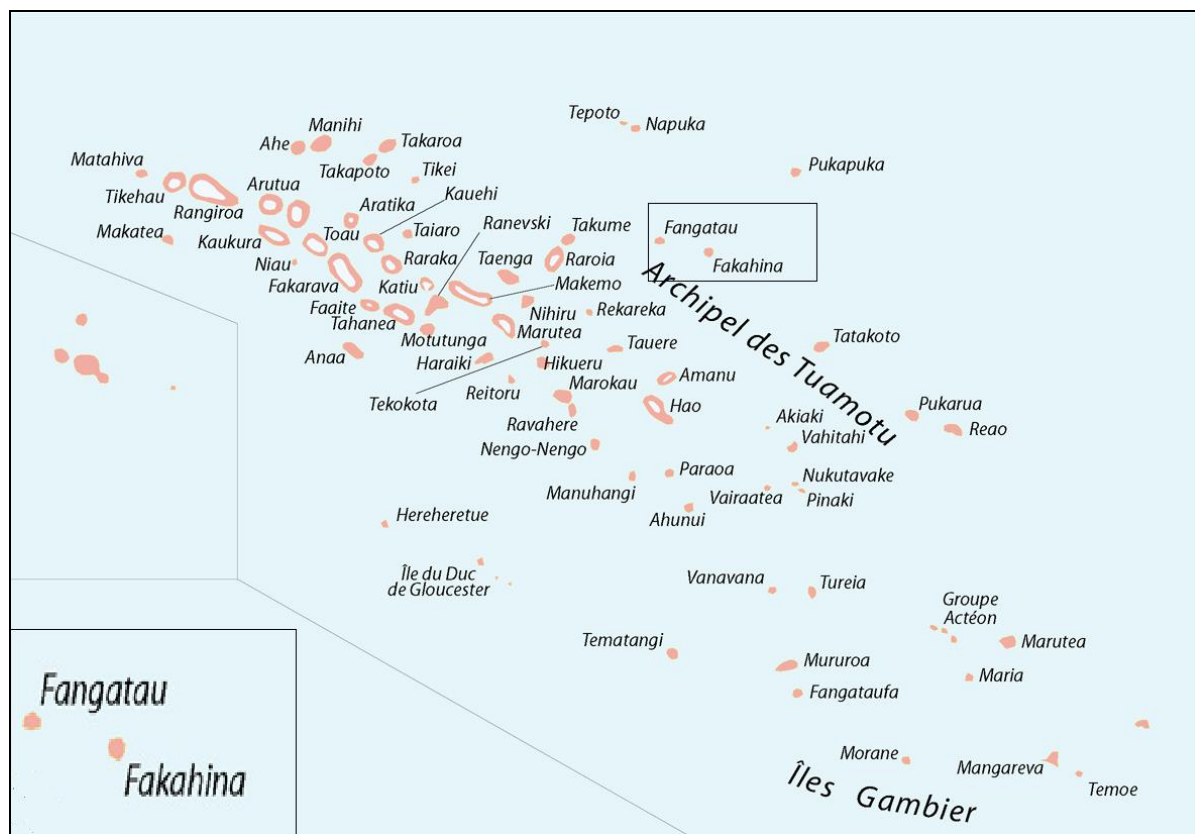 Tepoto
Napuka
Manihi
Ahe
Takaroa
Matahiva
Takapoto
Tikei
Pukapuka
Tikehau
Arutua
Kauehi
Rangiroa
Aratika
Ranevski
Makatea
Kaukura
Toau
Taiaro
Takume
Fangatau
Niau
Raraka
Taenga
Raroia
Fakahina
Fakarava
Katiu
Makemo
Faaite
Nihiru
Rekareka
Tahanea
Marutea
Motutunga
Tauere
Tatakoto
Anaa
Haraiki
Hikueru
Archipel des Tuamotu
Reitoru
Marokau
Amanu
Tekokota
Hao
Pukarua
Ravahere
Akiaki
Reao
Nengo-Nengo
Vahitahi
Paraoa
Nukutavake
Manuhangi
Vairaatea
Pinaki
Ahunui
Hereheretue
Île du Duc
de Gloucester
Vanavana
Tureia
Groupe
Actéon
Tematangi
Marutea
Mururoa
Maria
Fangataufa
Morane
Mangareva
Temoe
Îles Gambier
Fangatau
Fakahina